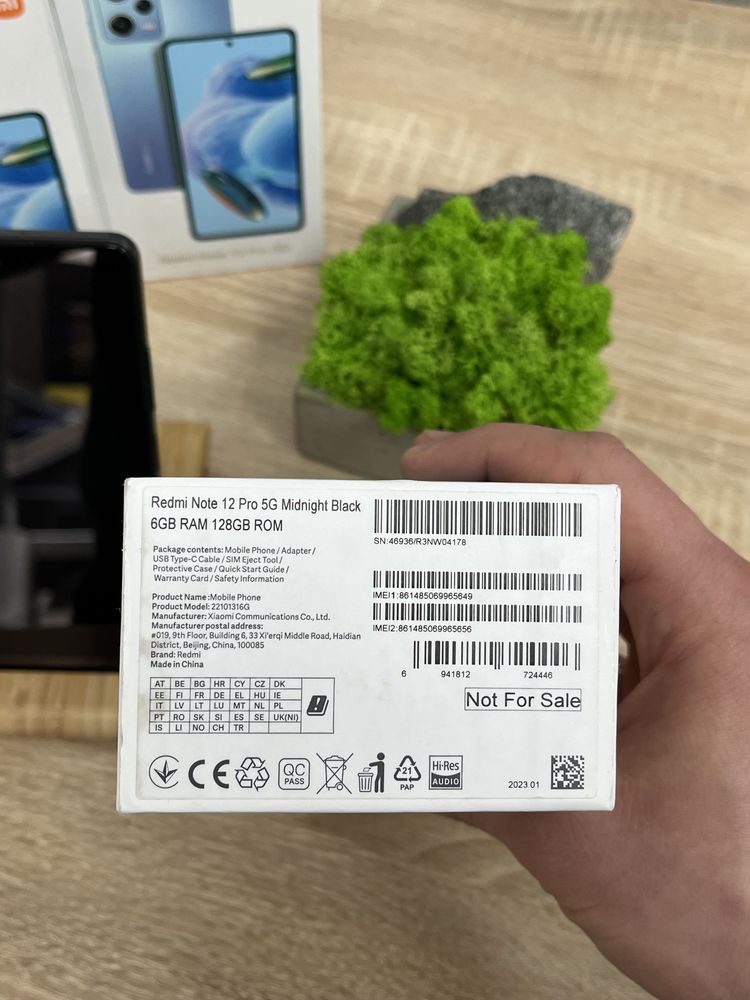 Redmi Note 12 Pro 5G Midnight Black
6GB RAM 128GB ROM
Package contents: Mobile Phone / Adapter /
USB Type-C Cable / SIM Eject Tool /
Protective Case / Quick Start Guide /
Warranty Card / Safety Information
Product Name: Mobile Phone
Product Model: 22101316G
Manufacturer: Xiaomi Communications Co., Ltd.
Manufacturer postal address:
#019, 9th Floor, Building 6, 33 Xi'erqi Middle Road, Haidian
District, Beijing, China, 100085
Brand: Redmi
Made in China
AT BE BG HR CY CZ DK
EE FI FR DE EL HU IE
IT LV LT LU MT NL PL
PT RO SK SI ES SE UK(NI)
IS LI NO CH TR
SN:46936/R3NW04178
IMEI1:861485069965649
IMEI2:861485069965656
6 941812 724446
Not For Sale
CE
QC
PASS
21
PAP
Hi-Res
AUDIO
2023.01